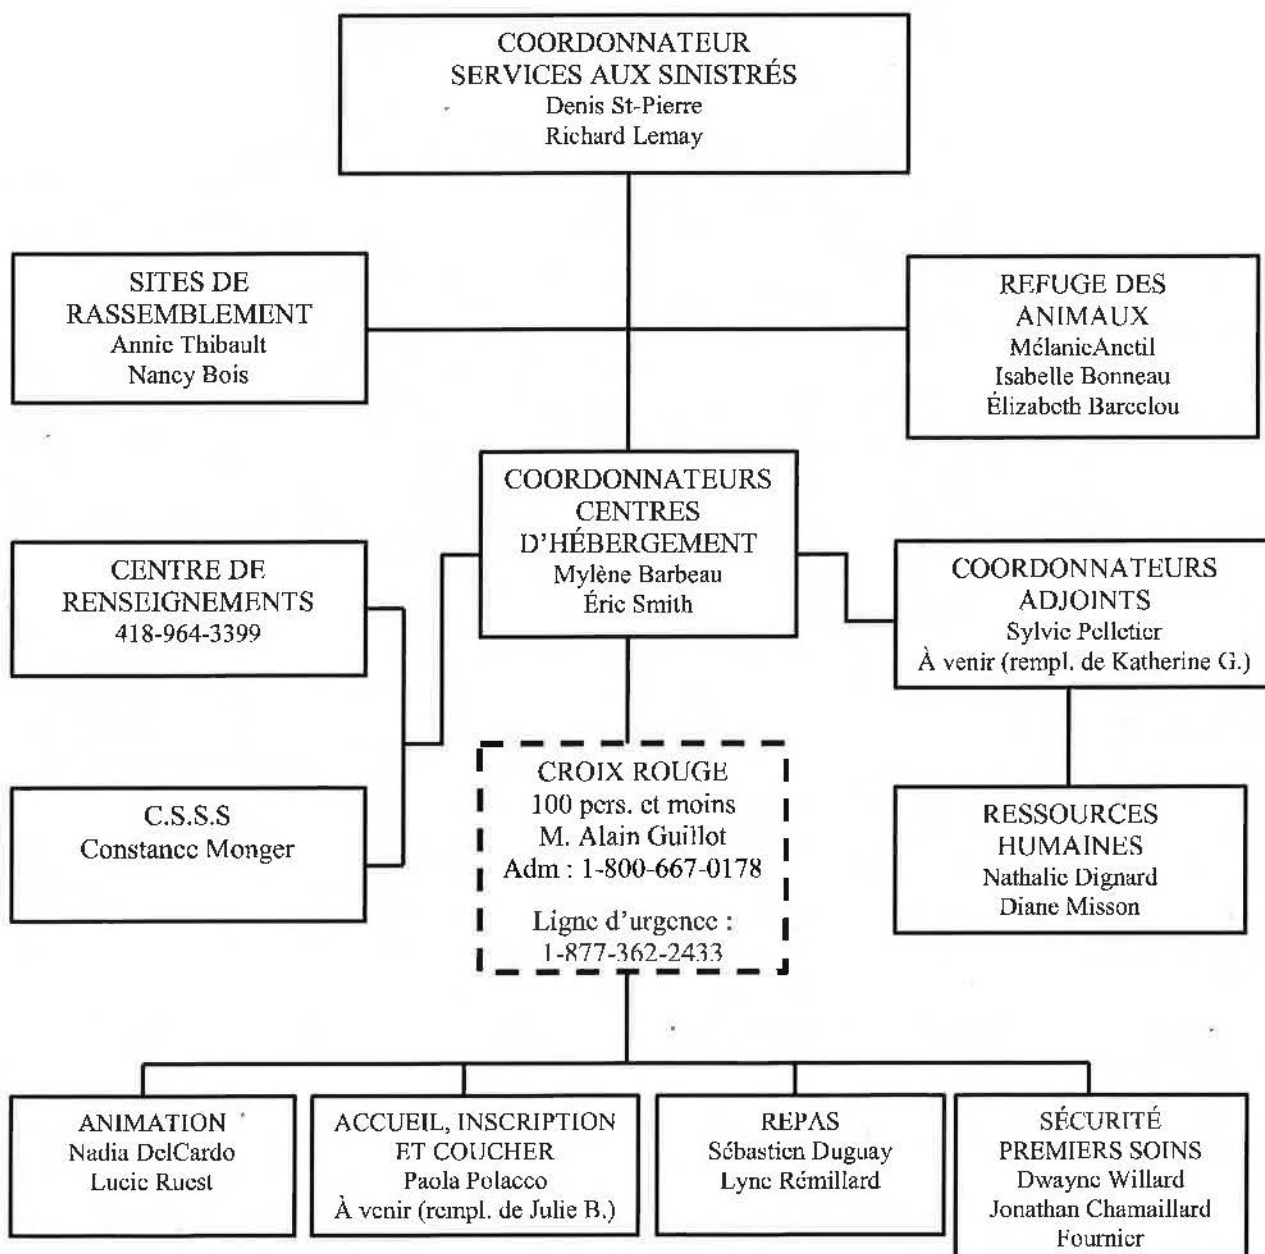 COORDONNATEUR
SERVICES AUX SINISTRÉS
Denis St-Pierre
Richard Lemay
SITES DE
RASSEMBLEMENT
Annie Thibault
Nancy Bois
REFUGE DES
ANIMAUX
MélanieAnctil
Isabelle Bonneau
Élizabeth Barcelou
COORDONNATEURS
CENTRES
D'HÉBERGEMENT
Mylène Barbeau
Éric Smith
CENTRE DE
RENSEIGNEMENTS
418-964-3399
COORDONNATEURS
ADJOINTS
Sylvie Pelletier
À venir (rempl. de Katherine G.)
C.S.S.S
Constance Monger
CROIX ROUGE
100 pers. et moins
M. Alain Guillot
Adm : 1-800-667-0178
Ligne d'urgence :
1-877-362-2433
RESSOURCES
HUMAINES
Nathalie Dignard
Diane Misson
ANIMATION
Nadia DelCardo
Lucie Ruest
ACCUEIL, INSCRIPTION
ET COUCHER
Paola Polacco
À venir (rempl. de Julie B.)
REPAS
Sébastien Duguay
Lyne Rémillard
SÉCURITÉ
PREMIERS SOINS
Dwayne Willard
Jonathan Chamaillard
Fournier